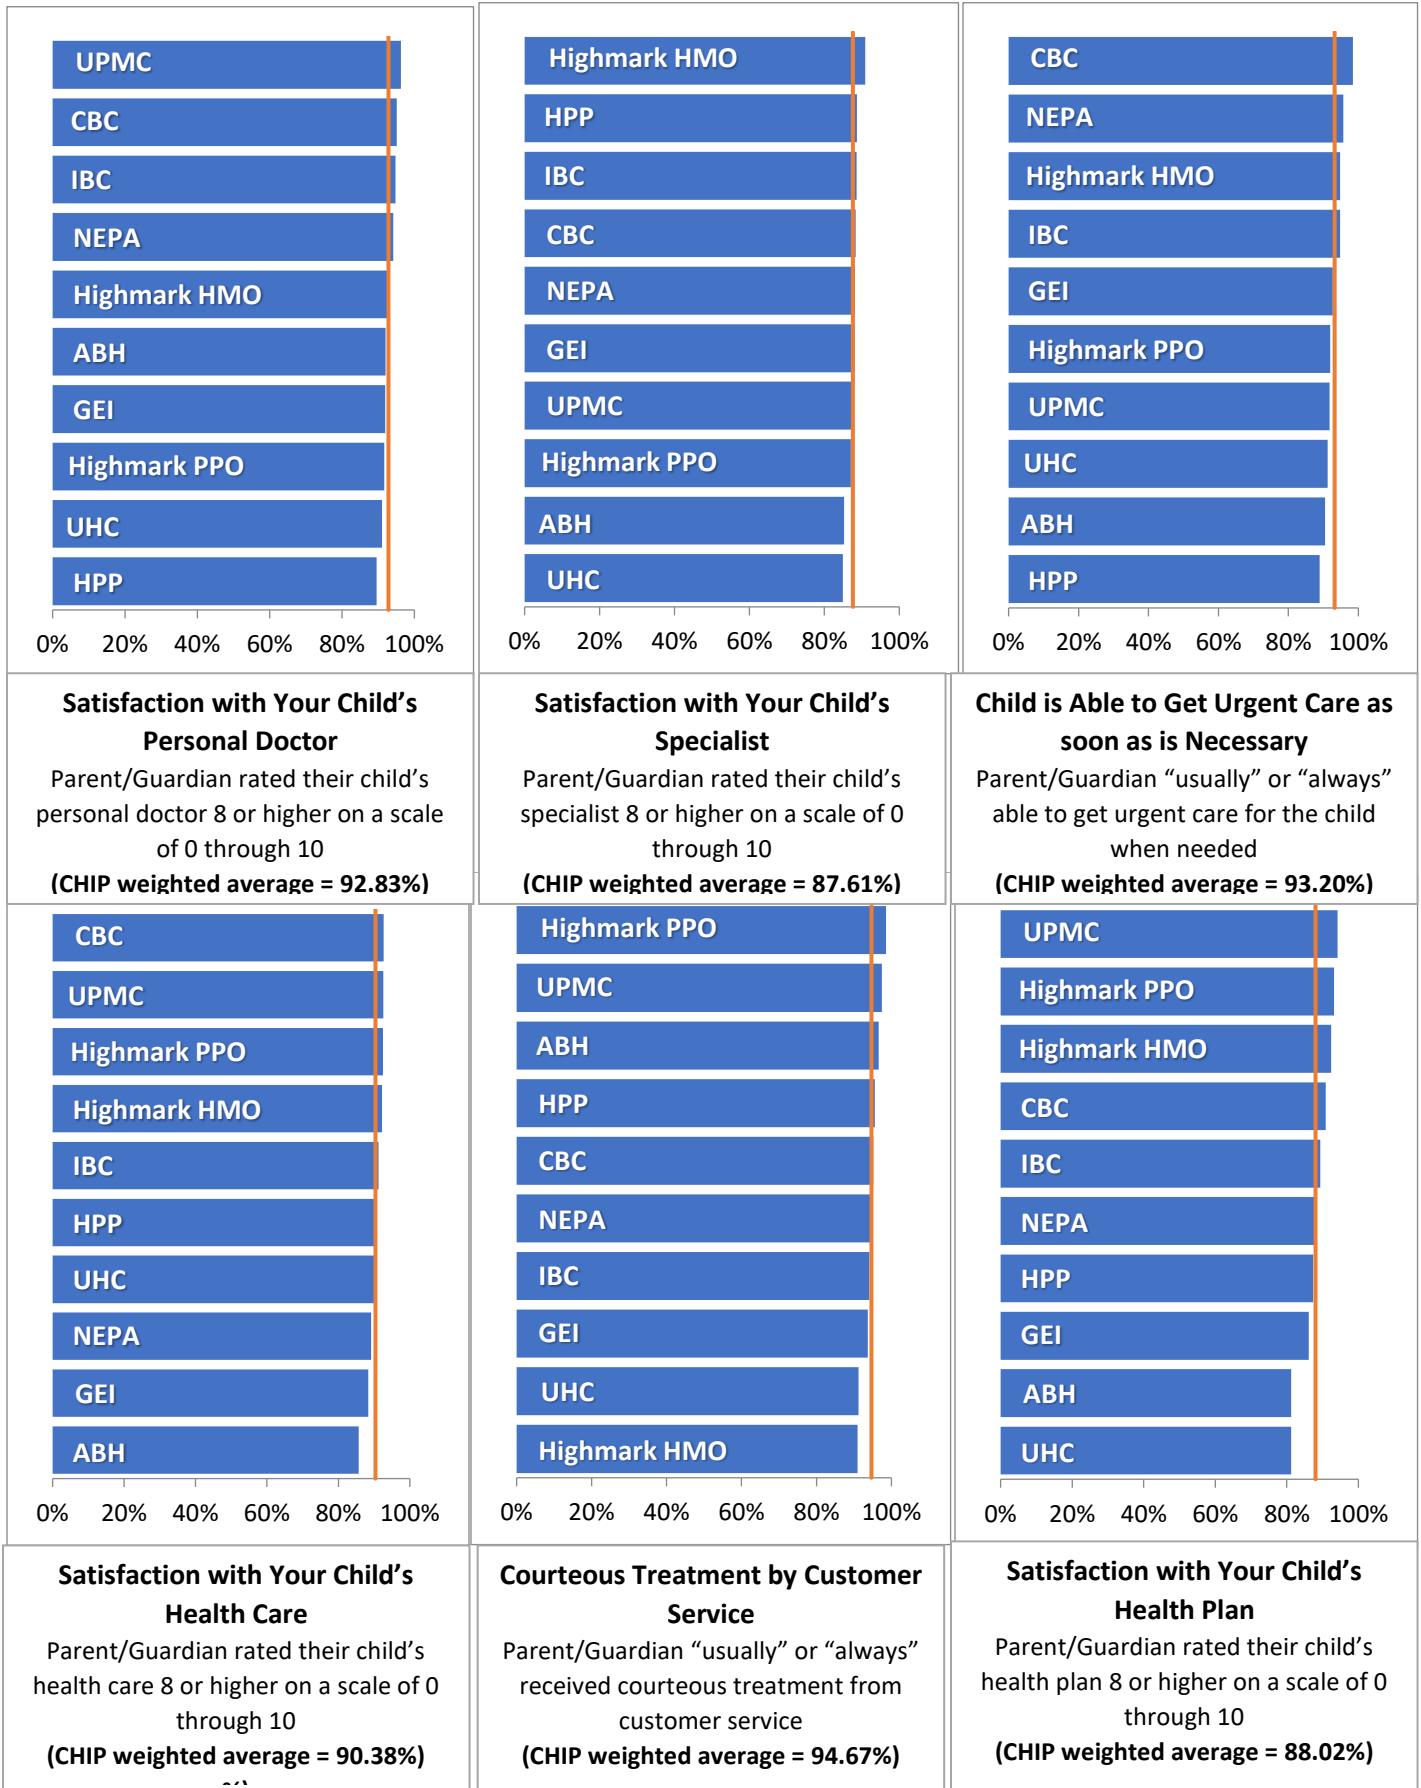 UPMC
CBC
IBC
NEPA
Highmark HMO
ABH
GEI
Highmark PPO
UHC
HPP
0% 20% 40% 60% 80% 100%
Satisfaction with Your Child’s
Personal Doctor
Parent/Guardian rated their child’s
personal doctor 8 or higher on a scale
of 0 through 10
(CHIP weighted average = 92.83%)
Highmark HMO
HPP
IBC
CBC
NEPA
GEI
UPMC
Highmark PPO
ABH
UHC
0% 20% 40% 60% 80% 100%
Satisfaction with Your Child’s
Specialist
Parent/Guardian rated their child’s
specialist 8 or higher on a scale of 0
through 10
(CHIP weighted average = 87.61%)
CBC
NEPA
Highmark HMO
IBC
GEI
Highmark PPO
UPMC
UHC
ABH
HPP
0% 20% 40% 60% 80% 100%
Child is Able to Get Urgent Care as
soon as is Necessary
Parent/Guardian “usually” or “always”
able to get urgent care for the child
when needed
(CHIP weighted average = 93.20%)
CBC
UPMC
Highmark PPO
Highmark HMO
IBC
HPP
UHC
NEPA
GEI
ABH
0% 20% 40% 60% 80% 100%
Satisfaction with Your Child’s
Health Care
Parent/Guardian rated their child’s
health care 8 or higher on a scale of 0
through 10
(CHIP weighted average = 90.38%)
%)
Highmark PPO
UPMC
ABH
HPP
CBC
NEPA
IBC
GEI
UHC
Highmark HMO
0% 20% 40% 60% 80% 100%
Courteous Treatment by Customer
Service
Parent/Guardian “usually” or “always”
received courteous treatment from
customer service
(CHIP weighted average = 94.67%)
UPMC
Highmark PPO
Highmark HMO
CBC
IBC
NEPA
HPP
GEI
ABH
UHC
0% 20% 40% 60% 80% 100%
Satisfaction with Your Child’s
Health Plan
Parent/Guardian rated their child’s
health plan 8 or higher on a scale of 0
through 10
(CHIP weighted average = 88.02%)